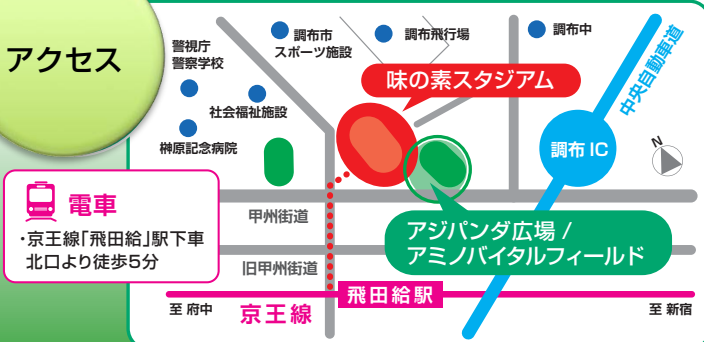 アクセス
警視庁
警察学校
調布市
スポーツ施設
調布飛行場
調布中
中央自動車道
味の素スタジアム
社会福祉施設
榊原記念病院
調布 IC
N
電車
・京王線「飛田給」駅下車
北口より徒歩5分
甲州街道
アジパンダ広場 /
アミノバイタルフィールド
旧甲州街道
飛田給駅
至 府中
京王線
至 新宿